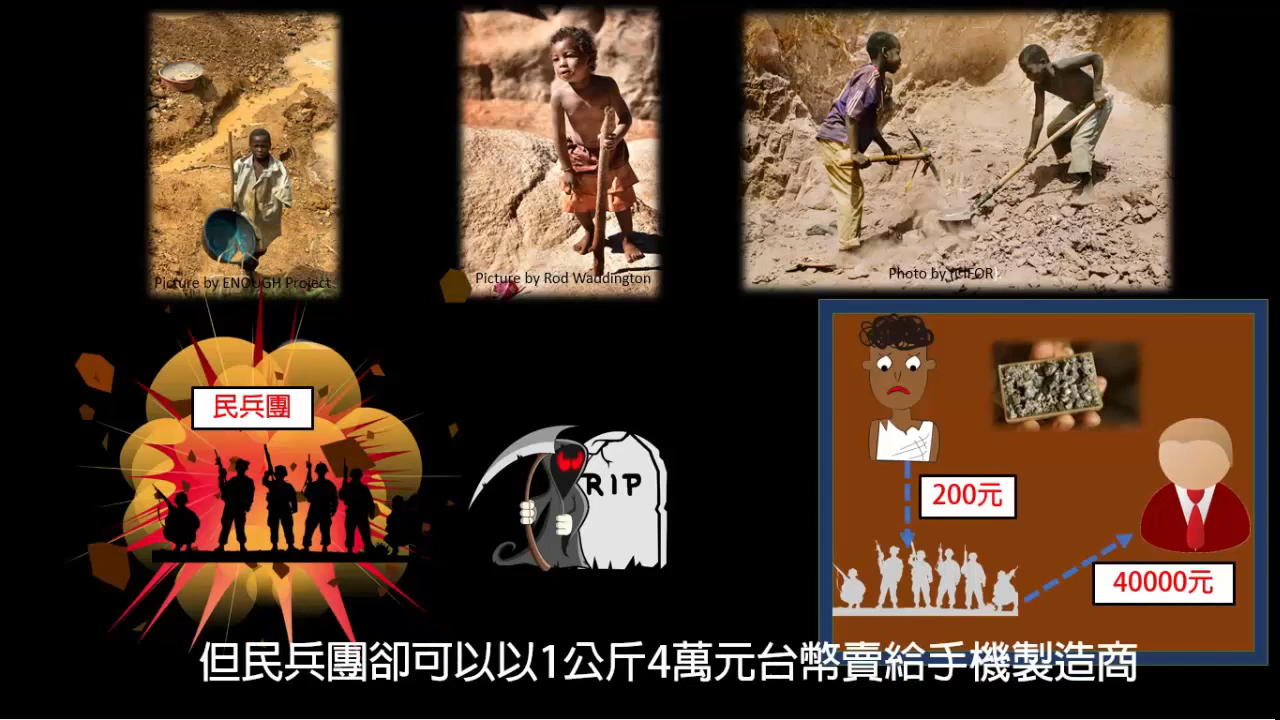 Picture by ENOUGH Project
Picture by Rod Waddington
Photo by CIFOR
民兵團
RIP
200元
40000元
但民兵團卻可以以1公斤4萬元台幣賣給手機製造商